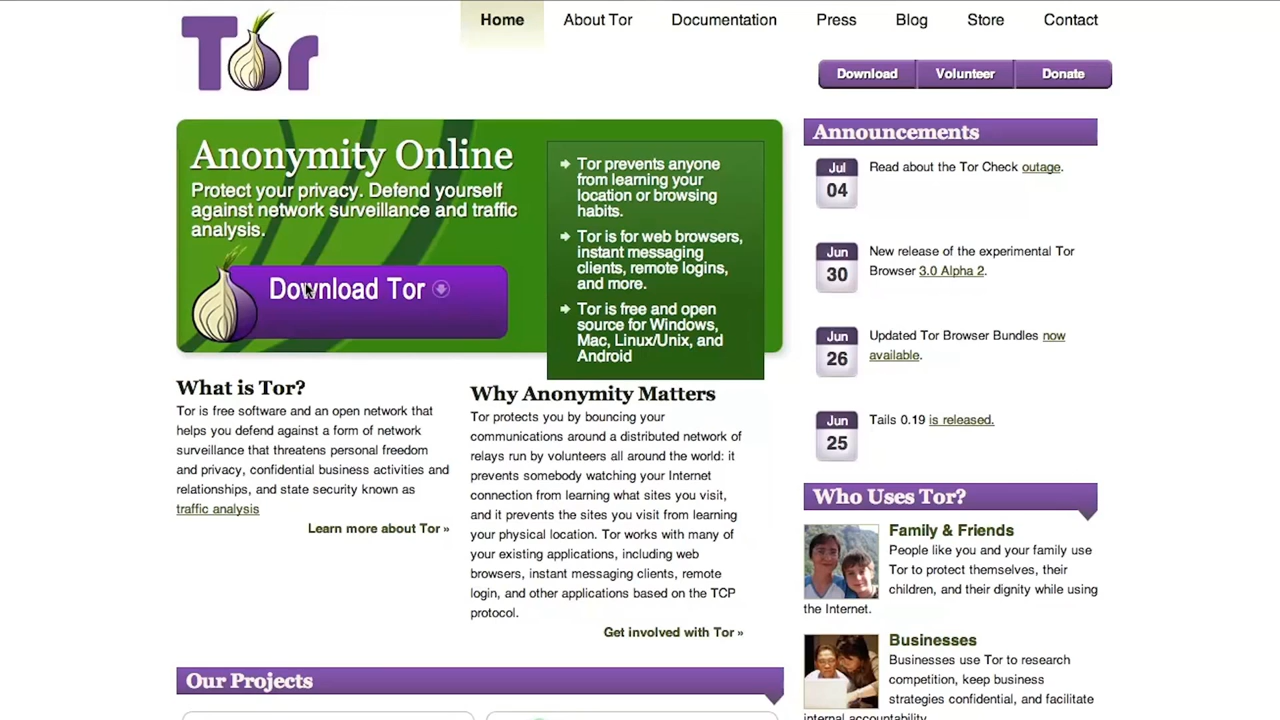 Tor
Home
About Tor
Documentation
Press
Blog
Store
Contact
Download
Volunteer
Donate
Anonymity Online
Protect your privacy. Defend yourself
against network surveillance and traffic
analysis.
Download Tor
Tor prevents anyone
from learning your
location or browsing
habits.
Tor is for web browsers,
instant messaging
clients, remote logins,
and more.
Tor is free and open
source for Windows,
Mac, Linux/Unix, and
Android
What is Tor?
Tor is free software and an open network that
helps you defend against a form of network
surveillance that threatens personal freedom
and privacy, confidential business activities and
relationships, and state security known as
traffic analysis
Learn more about Tor »
Why Anonymity Matters
Tor protects you by bouncing your
communications around a distributed network of
relays run by volunteers all around the world: it
prevents somebody watching your Internet
connection from learning what sites you visit,
and it prevents the sites you visit from learning
your physical location. Tor works with many of
your existing applications, including web
browsers, instant messaging clients, remote
login, and other applications based on the TCP
protocol.
Get involved with Tor »
Our Projects
Announcements
Jul
04
Read about the Tor Check outage.
Jun
30
New release of the experimental Tor
Browser 3.0 Alpha 2.
Jun
26
Updated Tor Browser Bundles now
available.
Jun
25
Tails 0.19 is released.
Who Uses Tor?
Family & Friends
People like you and your family use
Tor to protect themselves, their
children, and their dignity while using
the Internet.
Businesses
Businesses use Tor to research
competition, keep business
strategies confidential, and facilitate
internal accountability.